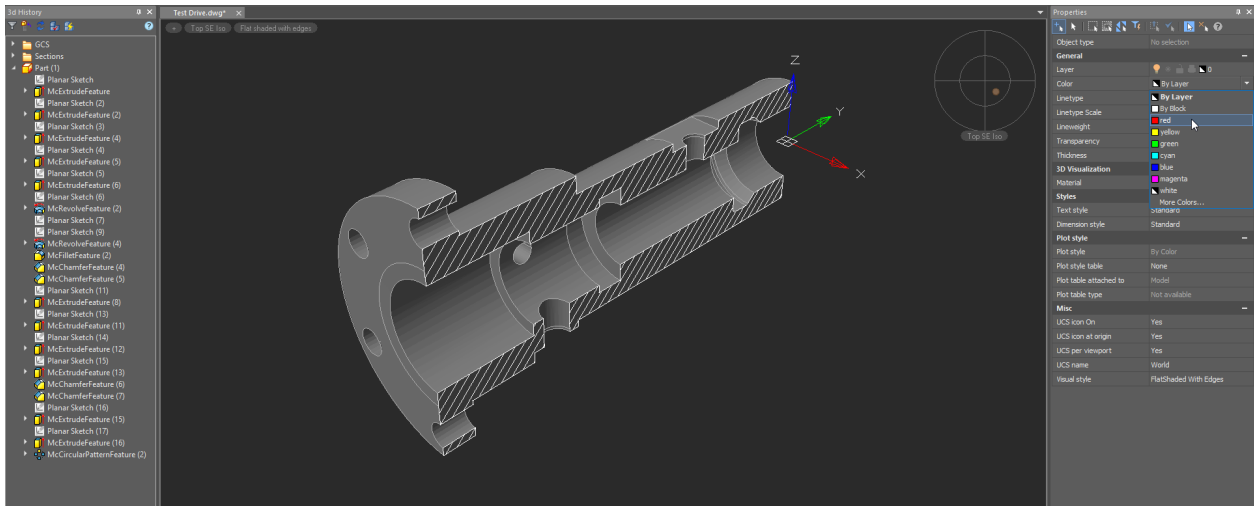 3d History
GCS
Sections
Part (1)
Planar Sketch
McExtrudeFeature
Planar Sketch (2)
McExtrudeFeature (2)
Planar Sketch (3)
McExtrudeFeature (4)
Planar Sketch (4)
McExtrudeFeature (5)
Planar Sketch (5)
McExtrudeFeature (6)
Planar Sketch (6)
McRevolveFeature (2)
Planar Sketch (7)
Planar Sketch (9)
McRevolveFeature (4)
McFilletFeature (2)
McChamferFeature (4)
McChamferFeature (5)
Planar Sketch (11)
McExtrudeFeature (8)
Planar Sketch (13)
McExtrudeFeature (11)
Planar Sketch (14)
McExtrudeFeature (12)
Planar Sketch (15)
McExtrudeFeature (13)
McChamferFeature (6)
McChamferFeature (7)
Planar Sketch (16)
McExtrudeFeature (15)
Planar Sketch (17)
McExtrudeFeature (16)
McCircularPatternFeature (2)
Test Drive.dwg*
+ Top SE Iso Flat shaded with edges
Z
Y
X
Top SE Iso
Properties
Object type No selection
General
Layer 0
Color By Layer
Linetype By Layer
By Block
Linetype Scale red
Lineweight yellow
green
Transparency cyan
Thickness blue
3D Visualization magenta
Material white
Styles More Colors...
Text style Standard
Dimension style Standard
Plot style
Plot style By Color
Plot style table None
Plot table attached to Model
Plot table type Not available
Misc
UCS icon On Yes
UCS icon at origin Yes
UCS per viewport Yes
UCS name World
Visual style FlatShaded With Edges